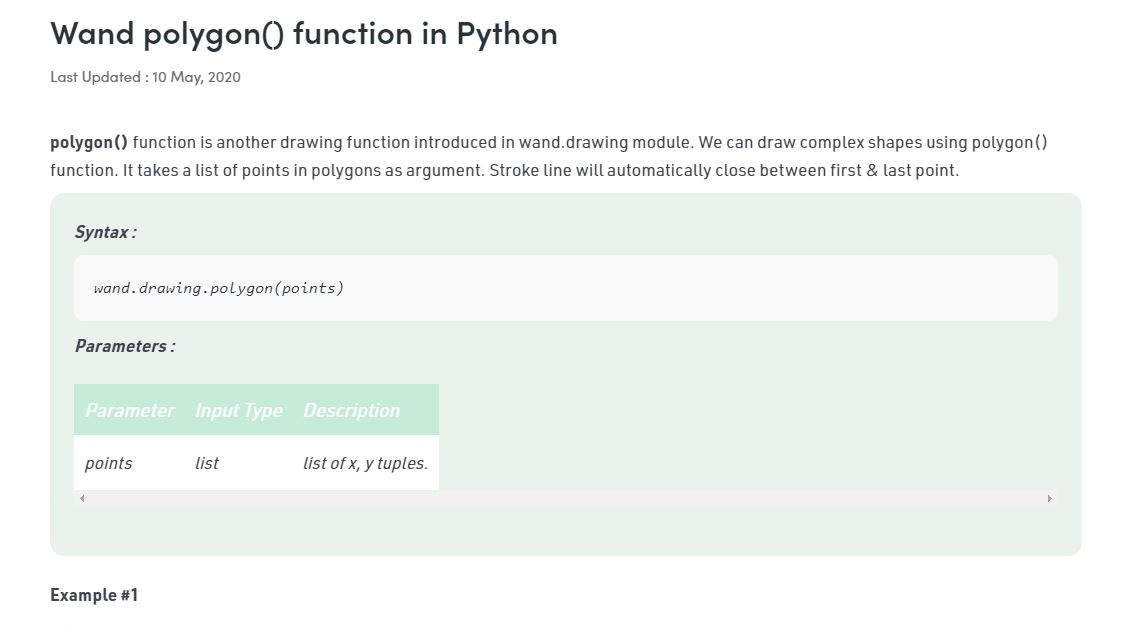 Wand polygon() function in Python
Last Updated : 10 May, 2020
polygon() function is another drawing function introduced in wand.drawing module. We can draw complex shapes using polygon()
function. It takes a list of points in polygons as argument. Stroke line will automatically close between first & last point.
Syntax :
wand.drawing.polygon(points)
Parameters :
Parameter Input Type Description
points list list of x, y tuples.
Example #1